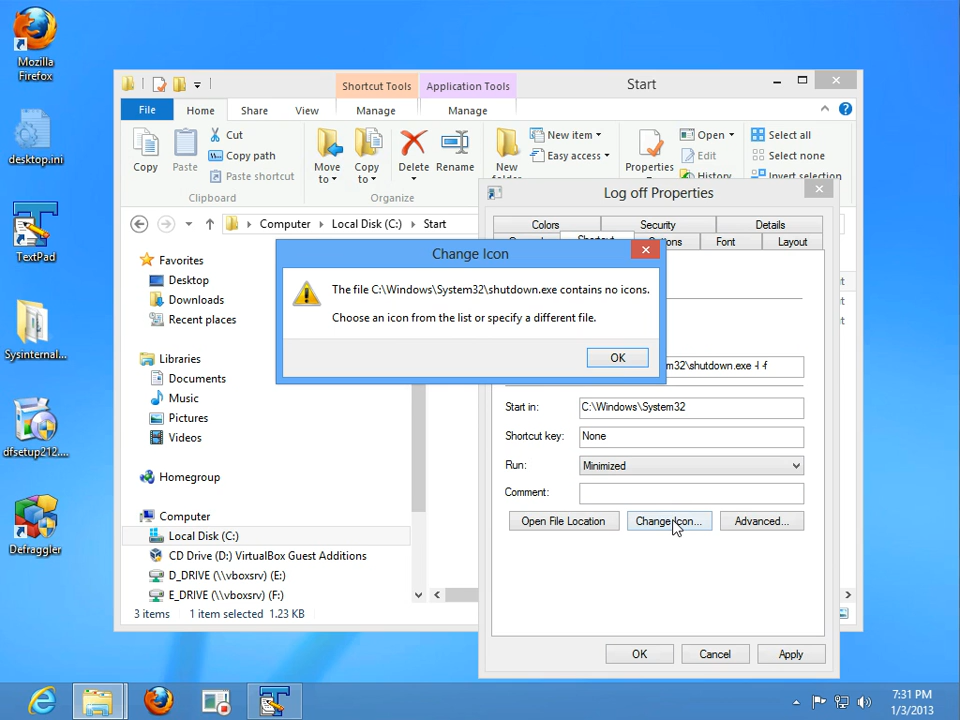 Mozilla
Firefox
desktop.ini
TextPad
Sysinternal...
dfsetup212....
Defraggler
Shortcut Tools
Application Tools
Start
File
Home
Share
View
Manage
Manage
Copy
Paste
Cut
Copy path
Paste shortcut
Clipboard
Move
to
Copy
to
Delete
Rename
Organize
New
New item
Easy access
Properties
Open
Edit
History
Select all
Select none
Invert selection
Computer
Local Disk (C:)
Start
Favorites
Desktop
Downloads
Recent places
Libraries
Documents
Music
Pictures
Videos
Homegroup
Computer
Local Disk (C:)
CD Drive (D:) VirtualBox Guest Additions
D_DRIVE (\\vboxsrv) (E:)
E_DRIVE (\\vboxsrv) (F:)
3 items
1 item selected 1.23 KB
Log off Properties
Colors
Security
Details
Shortcut
Font
Layout
m32\shutdown.exe -l -f
Start in:
C:\Windows\System32
Shortcut key:
None
Run:
Minimized
Comment:
Open File Location
Change Icon...
Advanced...
OK
Cancel
Apply
Change Icon
The file C:\Windows\System32\shutdown.exe contains no icons.
Choose an icon from the list or specify a different file.
OK
7:31 PM
1/3/2013